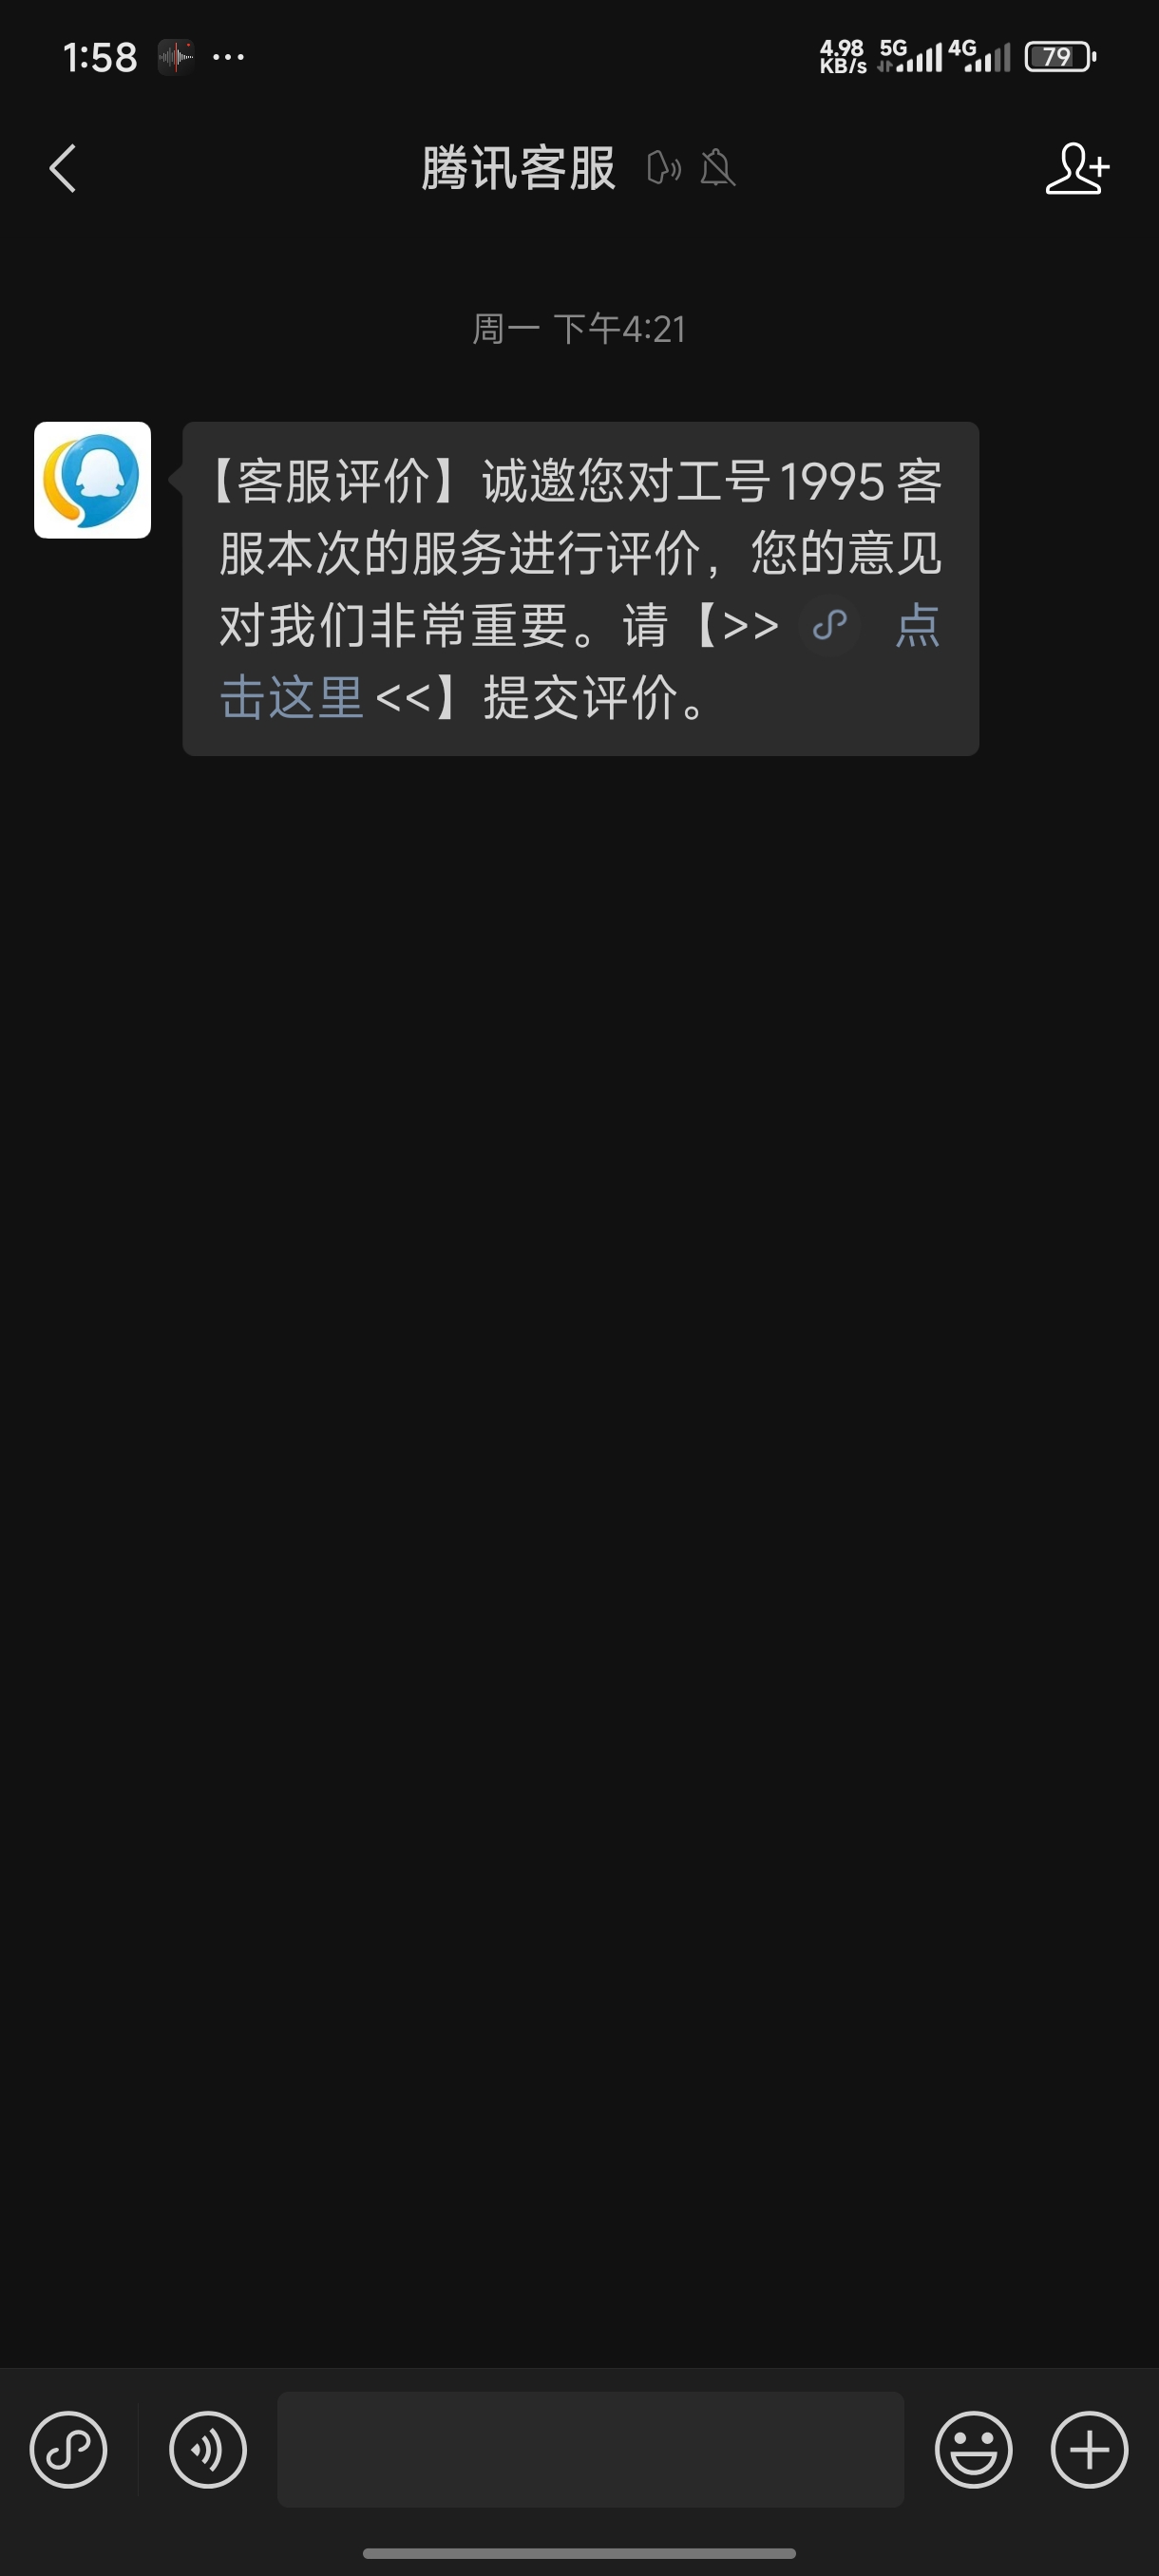 1:58 ... 4.98 KB/s 5G 4G 79
腾讯客服
周一 下午4:21
【客服评价】诚邀您对工号1995客
服本次的服务进行评价，您的意见
对我们非常重要。请【>> 点
击这里<<】提交评价。